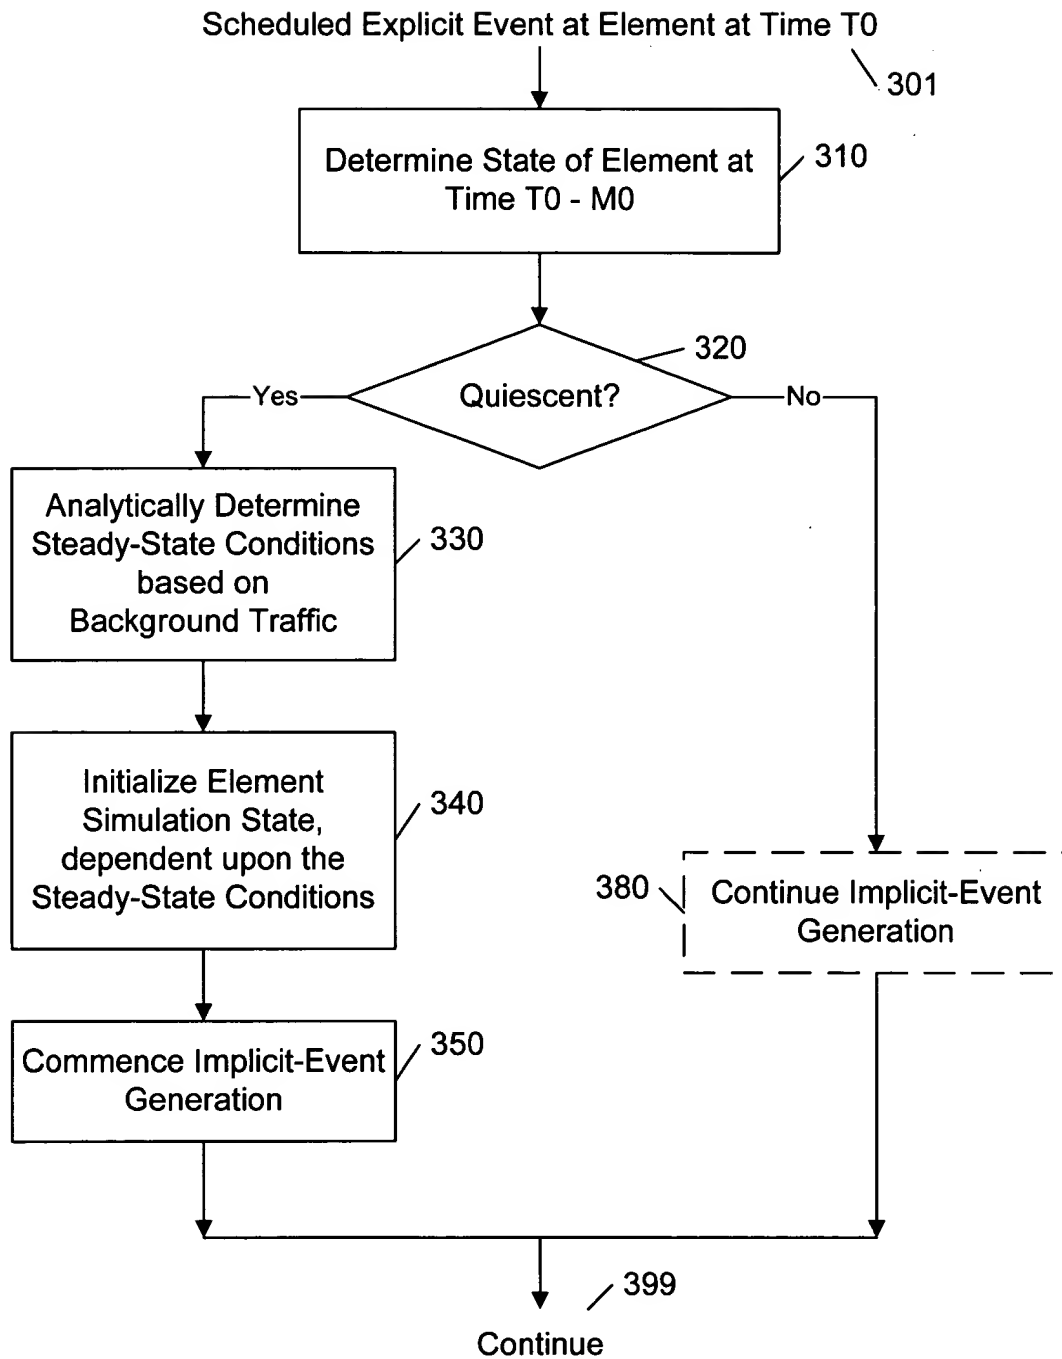 Scheduled Explicit Event at Element at Time T0
301
Determine State of Element at
Time T0 - M0
310
320
Quiescent?
Yes
No
Analytically Determine
Steady-State Conditions
based on
Background Traffic
330
Initialize Element
Simulation State,
dependent upon the
Steady-State Conditions
340
380
Continue Implicit-Event
Generation
Commence Implicit-Event
Generation
350
399
Continue